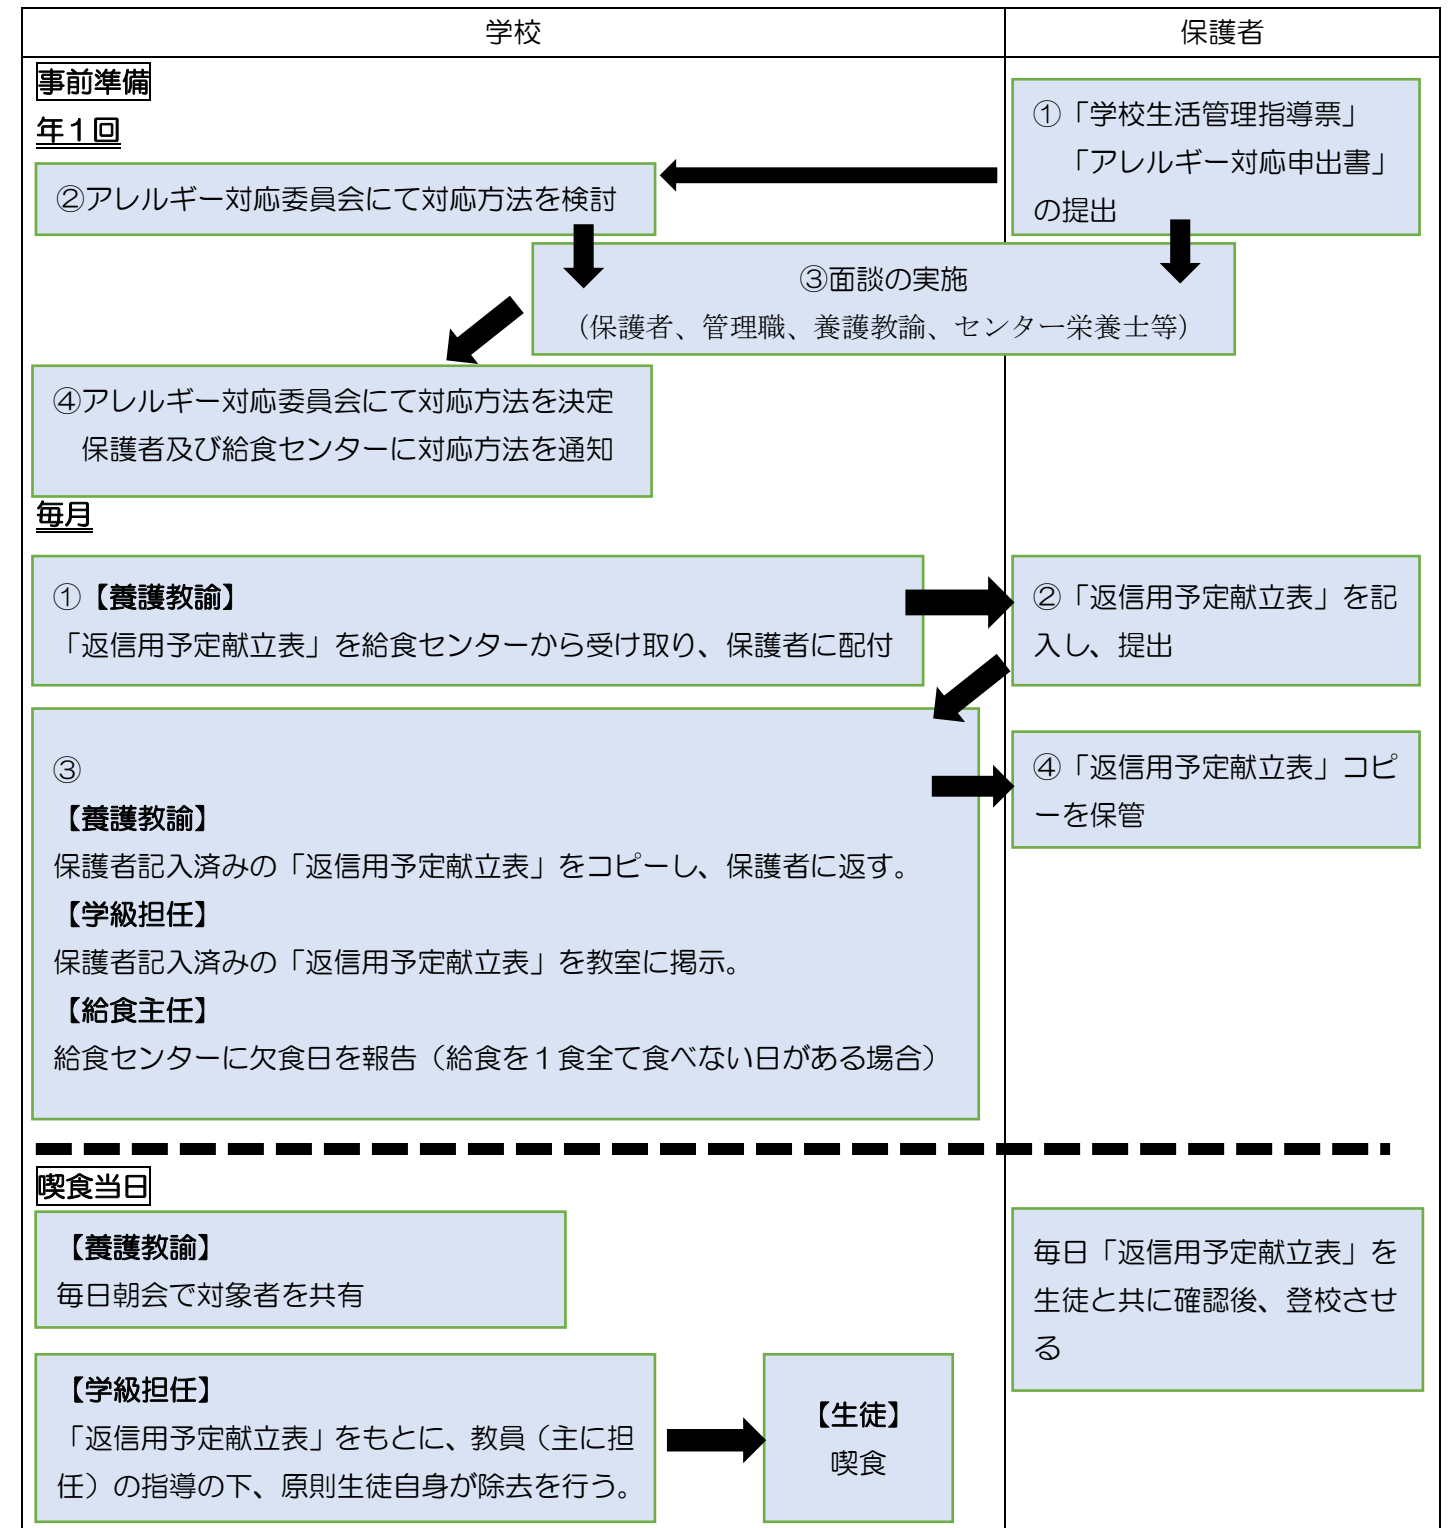 学校
保護者
事前準備
年1回
①「学校生活管理指導票」
「アレルギー対応申出書」
の提出
②アレルギー対応委員会にて対応方法を検討
③面談の実施
（保護者、管理職、養護教諭、センター栄養士等）
④アレルギー対応委員会にて対応方法を決定
保護者及び給食センターに対応方法を通知
毎月
①【養護教諭】
「返信用予定献立表」を給食センターから受け取り、保護者に配付
②「返信用予定献立表」を記
入し、提出
③
【養護教諭】
保護者記入済みの「返信用予定献立表」をコピーし、保護者に返す。
【学級担任】
保護者記入済みの「返信用予定献立表」を教室に掲示。
【給食主任】
給食センターに欠食日を報告（給食を1食全て食べない日がある場合）
④「返信用予定献立表」コピ
ーを保管
喫食当日
【養護教諭】
毎日朝会で対象者を共有
毎日「返信用予定献立表」を
生徒と共に確認後、登校させ
る
【学級担任】
「返信用予定献立表」をもとに、教員（主に担
任）の指導の下、原則生徒自身が除去を行う。
【生徒】
喫食